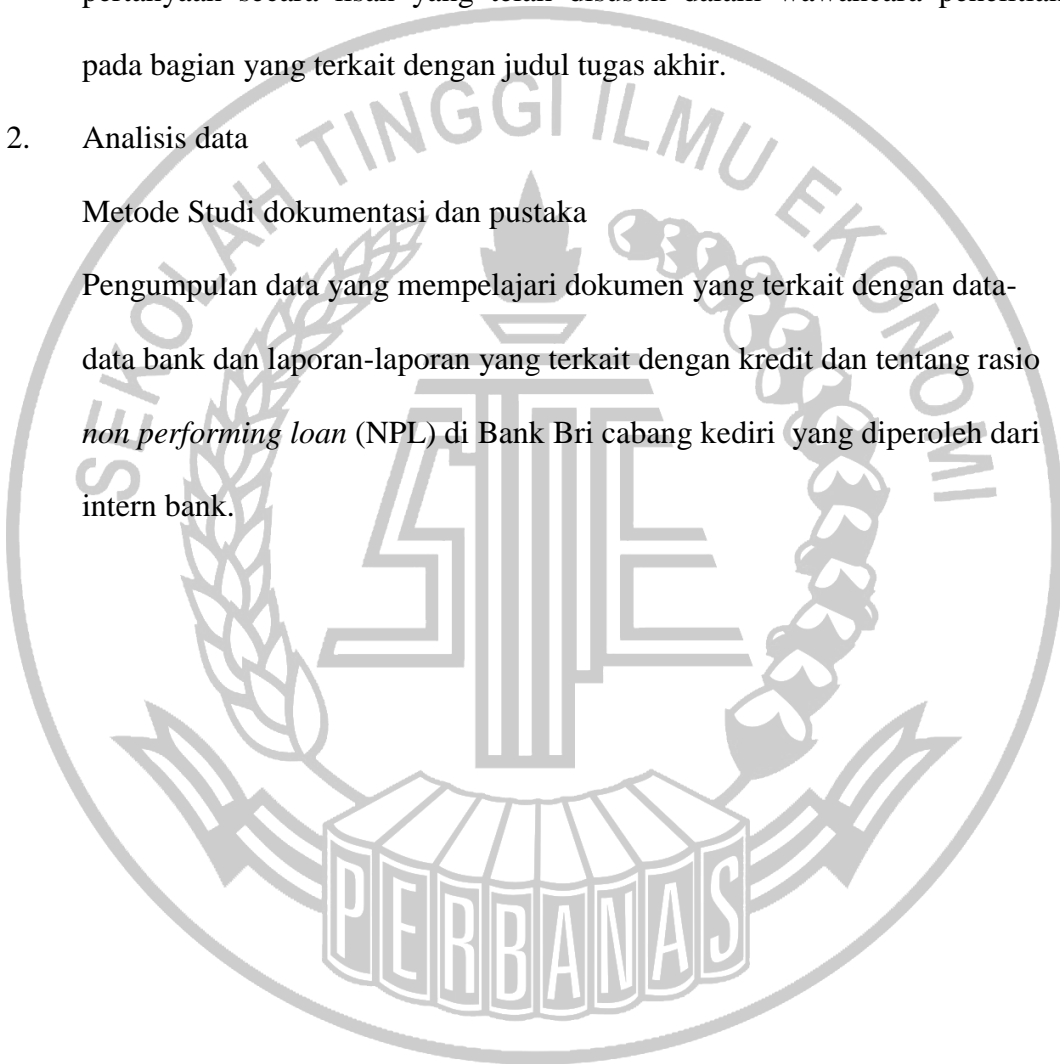 pertanyaan secara lisan yang telah disusun dalam wawancara penelitian
pada bagian yang terkait dengan judul tugas akhir.
2. Analisis data
Metode Studi dokumentasi dan pustaka
Pengumpulan data yang mempelajari dokumen yang terkait dengan data-
data bank dan laporan-laporan yang terkait dengan kredit dan tentang rasio
non performing loan (NPL) di Bank Bri cabang kediri yang diperoleh dari
intern bank.
SEKOLAH TINGGI ILMU EKONOMI
PERBANAS